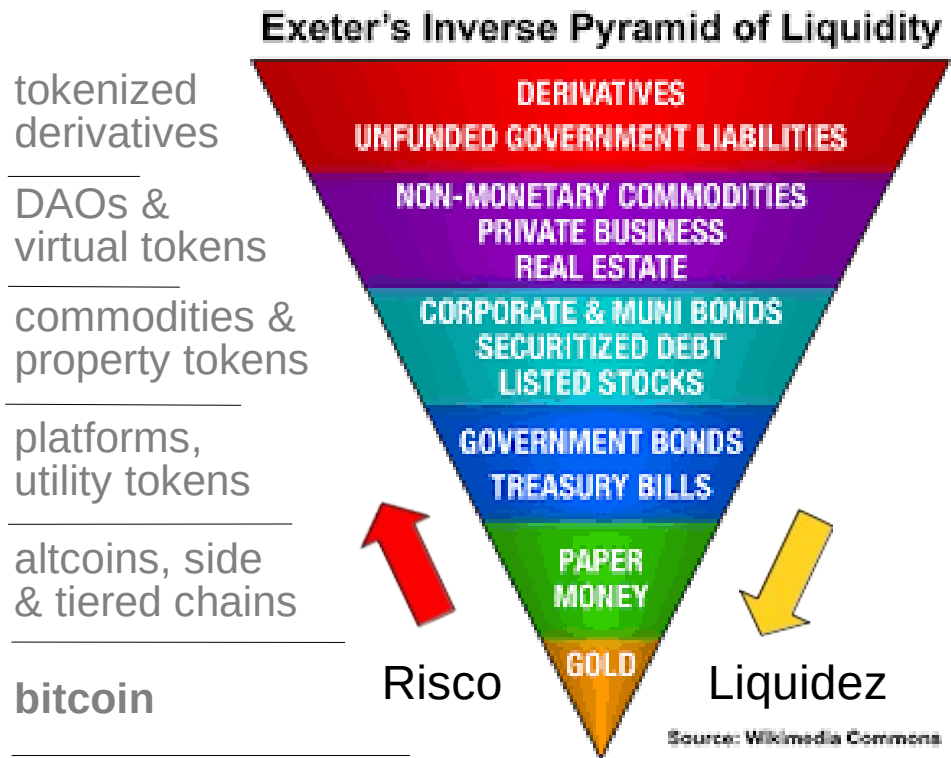 Exeter's Inverse Pyramid of Liquidity
tokenized
derivatives
DERIVATIVES
UNFUNDED GOVERNMENT LIABILITIES
DAOs &
virtual tokens
NON-MONETARY COMMODITIES
PRIVATE BUSINESS
REAL ESTATE
commodities &
property tokens
CORPORATE & MUNI BONDS
SECURITIZED DEBT
LISTED STOCKS
platforms,
utility tokens
GOVERNMENT BONDS
TREASURY BILLS
altcoins, side
& tiered chains
PAPER
MONEY
bitcoin
Risco
GOLD
Liquidez
Source: Wikimedia Commons